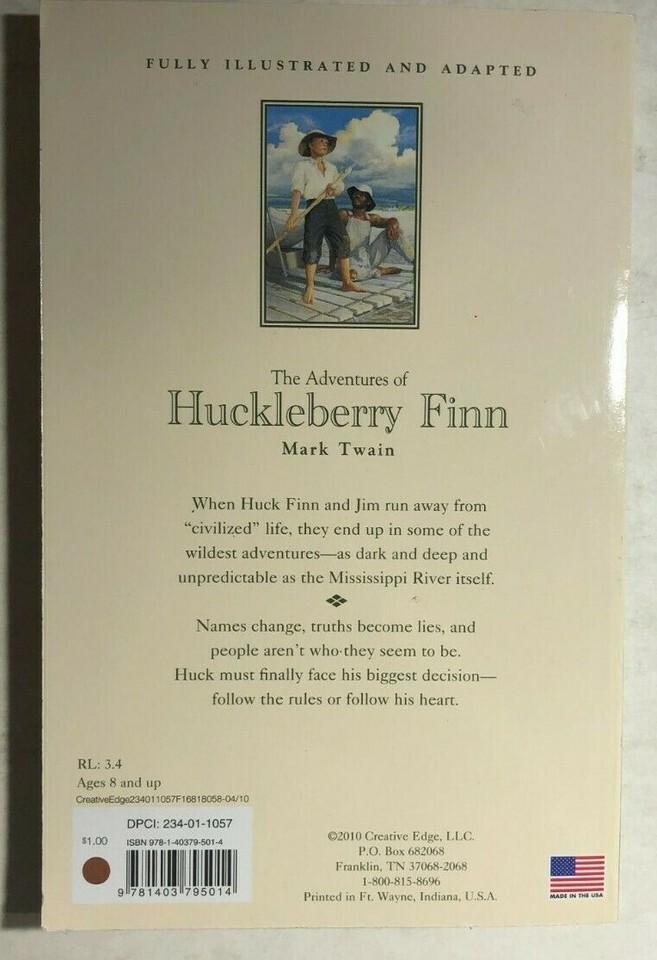 FULLY ILLUSTRATED AND ADAPTED
The Adventures of
Huckleberry Finn
Mark Twain
When Huck Finn and Jim run away from
“civilized” life, they end up in some of the
wildest adventures—as dark and deep and
unpredictable as the Mississippi River itself.
Names change, truths become lies, and
people aren’t who they seem to be.
Huck must finally face his biggest decision—
follow the rules or follow his heart.
RL: 3.4
Ages 8 and up
CreativeEdge234011057F16818058-04/10
DPCI: 234-01-1057
$1.00
ISBN 978-1-40379-501-4
9 781403 795014
©2010 Creative Edge, LLC.
P.O. Box 682068
Franklin, TN 37068-2068
1-800-815-8696
Printed in Ft. Wayne, Indiana, U.S.A.
MADE IN THE USA